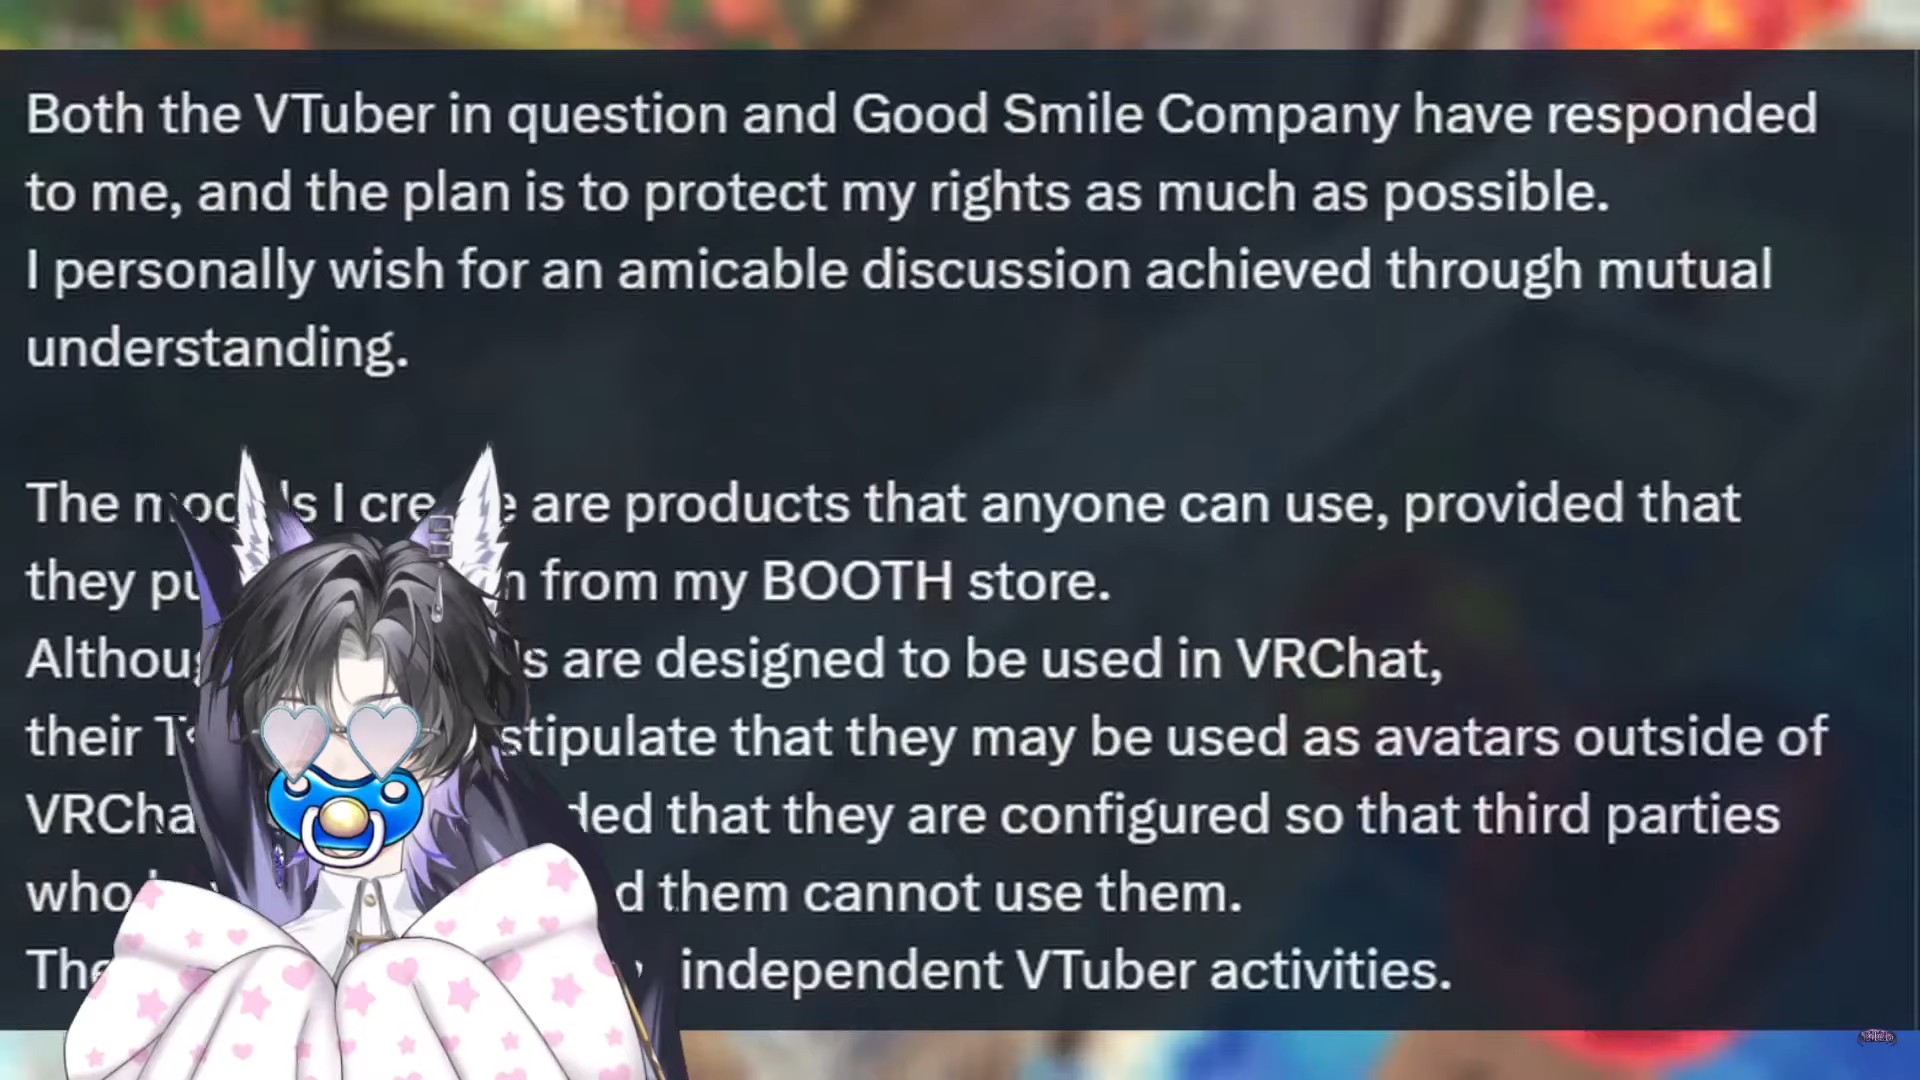 Both the VTuber in question and Good Smile Company have responded
to me, and the plan is to protect my rights as much as possible.
I personally wish for an amicable discussion achieved through mutual
understanding.
The I are products that anyone can use, provided that
they from my BOOTH store.
are designed to be used in VRChat,
their stipulate that they may be used as avatars outside of
that they are configured so that third parties
who them cannot use them.
independent VTuber activities.